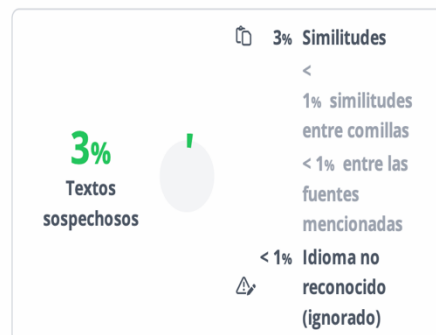 3%
Textos
sospechosos
3% Similitudes
<
1% similitudes
entre comillas
< 1% entre las
fuentes
mencionadas
< 1% Idioma no
reconocido
(ignorado)